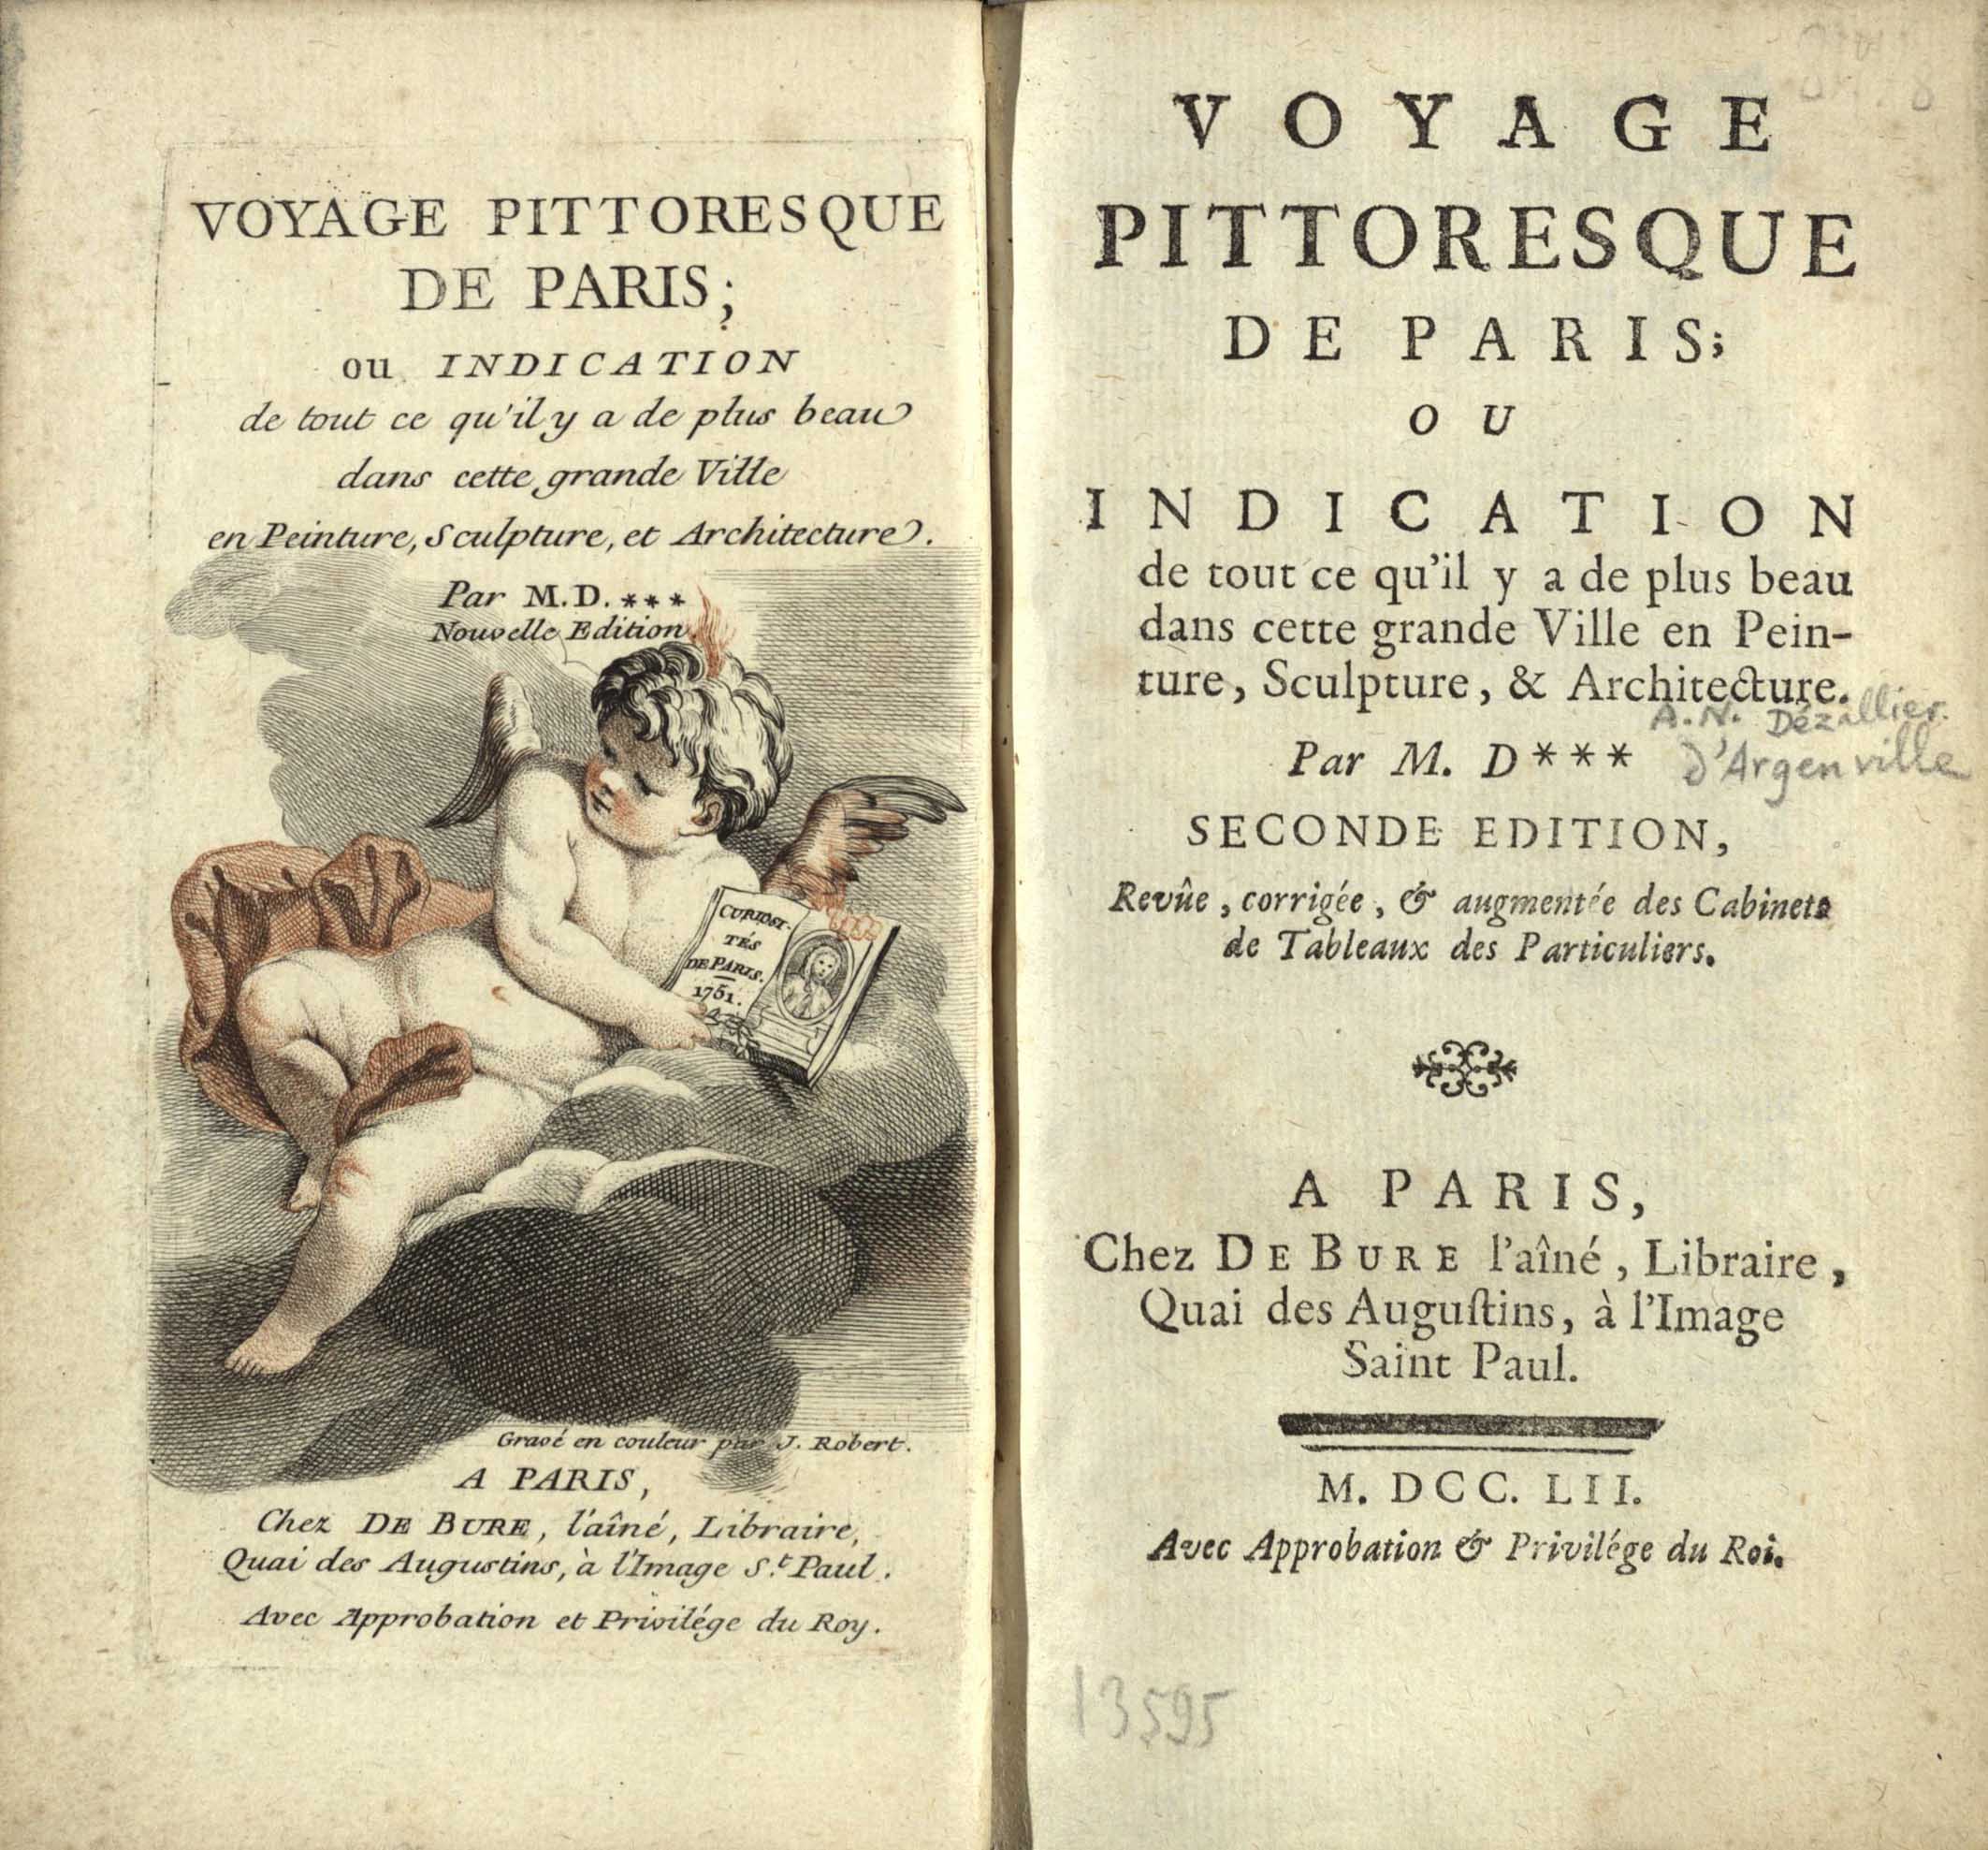 VOYAGE PITTORESQUE
DE PARIS;
ou INDICATION
de tout ce qu'il y a de plus beau
dans cette grande Ville
en Peinture, Sculpture, et Architecture.
Par M.D.***
Nouvelle Edition
CURIOSI-
TÉS
DE PARIS.
1751.
Gravé en couleur par J. Robert.
A PARIS,
Chez DE BURE, l'aîné, Libraire,
Quai des Augustins, à l'Image S.t Paul.
Avec Approbation et Privilége du Roy.
VOYAGE
PITTORESQUE
DE PARIS;
OU
INDICATION
de tout ce qu'il y a de plus beau
dans cette grande Ville en Pein-
ture, Sculpture, & Architecture.
A. N. Dézallier
Par M. D*** d'Argenville
SECONDE EDITION,
Revûe, corrigée, & augmentée des Cabinets
de Tableaux des Particuliers.
A PARIS,
Chez DE BURE l'aîné, Libraire,
Quai des Auguſtins, à l'Image
Saint Paul.
M. DCC. LII.
Avec Approbation & Privilége du Roi.
13595